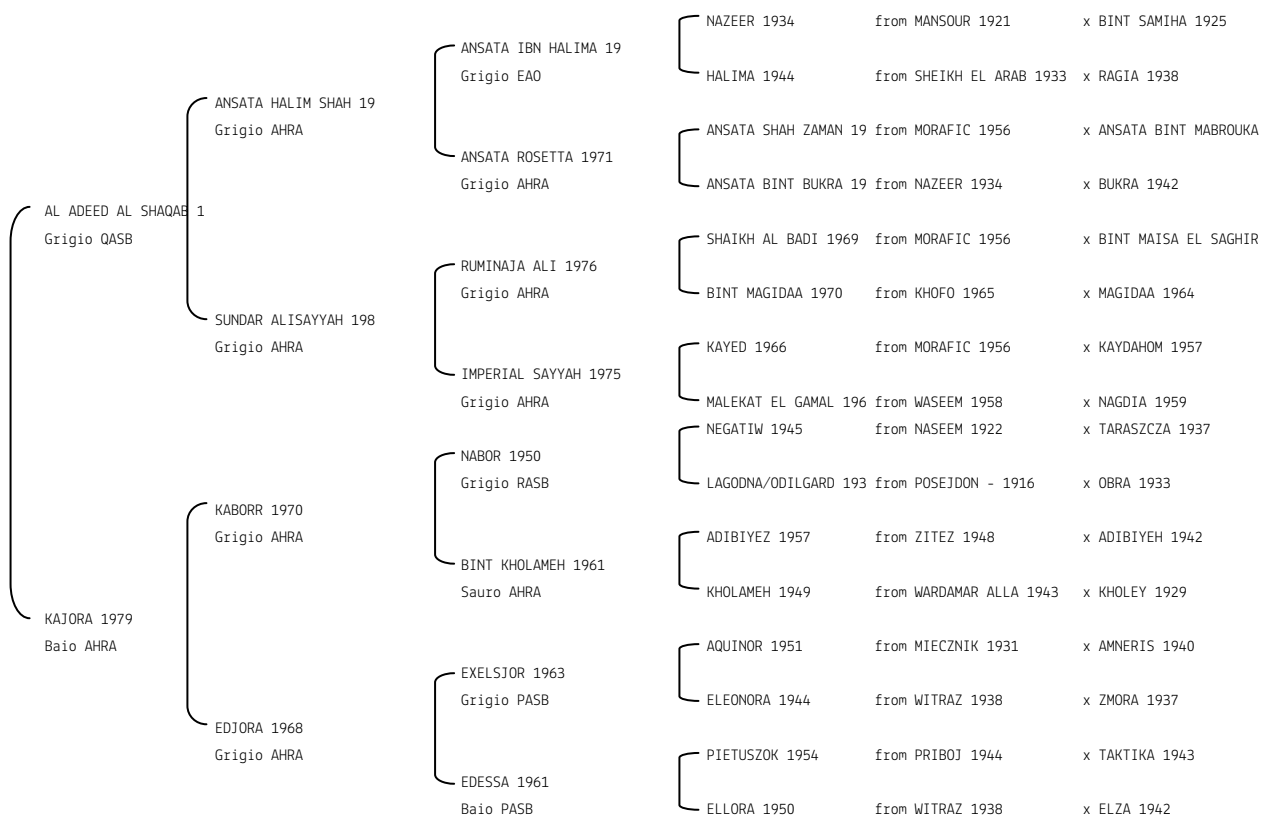 NAZEER 1934 from MANSOUR 1921 x BINT SAMIHA 1925
ANSATA IBN HALIMA 19
Grigio EAO
HALIMA 1944 from SHEIKH EL ARAB 1933 x RAGIA 1938
ANSATA HALIM SHAH 19
Grigio AHRA
ANSATA SHAH ZAMAN 19 from MORAFIC 1956 x ANSATA BINT MABROUKA
ANSATA ROSETTA 1971
Grigio AHRA
ANSATA BINT BUKRA 19 from NAZEER 1934 x BUKRA 1942
AL ADEED AL SHAQAB 1
Grigio QASB
SHAIKH AL BADI 1969 from MORAFIC 1956 x BINT MAISA EL SAGHIR
RUMINAJA ALI 1976
Grigio AHRA
BINT MAGIDAA 1970 from KHOFO 1965 x MAGIDAA 1964
SUNDAR ALISAYYAH 198
Grigio AHRA
KAYED 1966 from MORAFIC 1956 x KAYDAHOM 1957
IMPERIAL SAYYAH 1975
Grigio AHRA
MALEKAT EL GAMAL 196 from WASEEM 1958 x NAGDIA 1959
NEGATIW 1945 from NASEEM 1922 x TARASZCZA 1937
NABOR 1950
Grigio RASB
LAGODNA/ODILGARD 193 from POSEJDON - 1916 x OBRA 1933
KABORR 1970
Grigio AHRA
ADIBIYEZ 1957 from ZITEZ 1948 x ADIBIYEH 1942
BINT KHOLAMEH 1961
Sauro AHRA
KHOLAMEH 1949 from WARDAMAR ALLA 1943 x KHOLEY 1929
KAJORA 1979
Baio AHRA
AQUINOR 1951 from MIECZNIK 1931 x AMNERIS 1940
EXELSJOR 1963
Grigio PASB
ELEONORA 1944 from WITRAZ 1938 x ZMORA 1937
EDJORA 1968
Grigio AHRA
PIETUSZOK 1954 from PRIBOJ 1944 x TAKTIKA 1943
EDESSA 1961
Baio PASB
ELLORA 1950 from WITRAZ 1938 x ELZA 1942